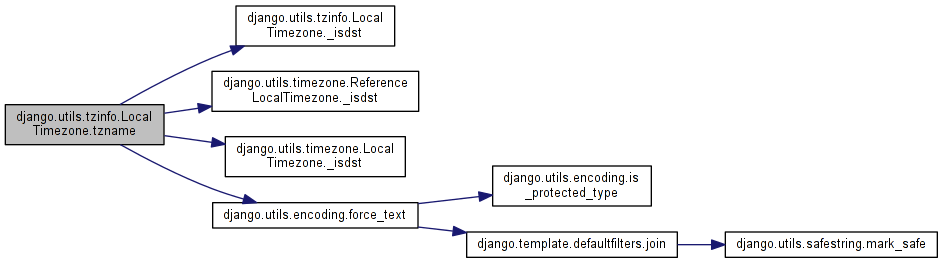 django.utils.tzinfo.Local
Timezone._isdst
django.utils.timezone.Reference
LocalTimezone._isdst
django.utils.tzinfo.Local
Timezone.tzname
django.utils.timezone.Local
Timezone._isdst
django.utils.encoding.is
_protected_type
django.utils.encoding.force_text
django.template.defaultfilters.join
django.utils.safestring.mark_safe